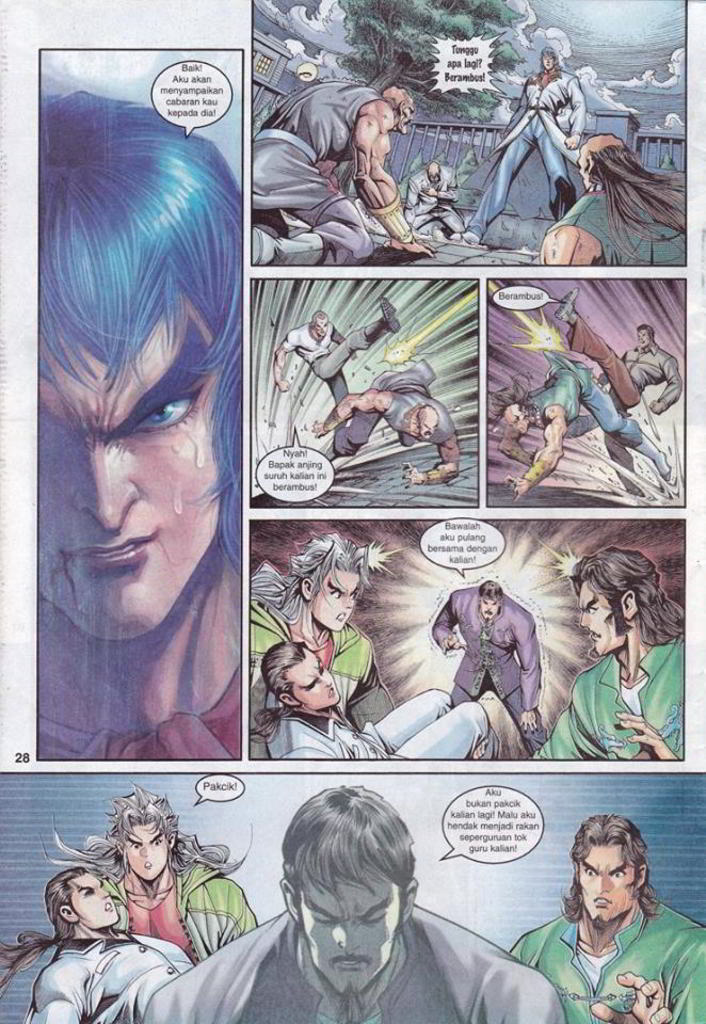 Baik!
Aku akan
menyampaikan
cabaran kau
kepada dia!
Tunggu
apa lagi?
Berambus!
Nyah!
Bapak anjing
suruh kalian ini
berambus!
Berambus!
Bawalah
aku pulang
bersama dengan
kalian!
28
Pakcik!
Aku
bukan pakcik
kalian lagi! Malu aku
hendak menjadi rakan
seperguruan tok
guru kalian!